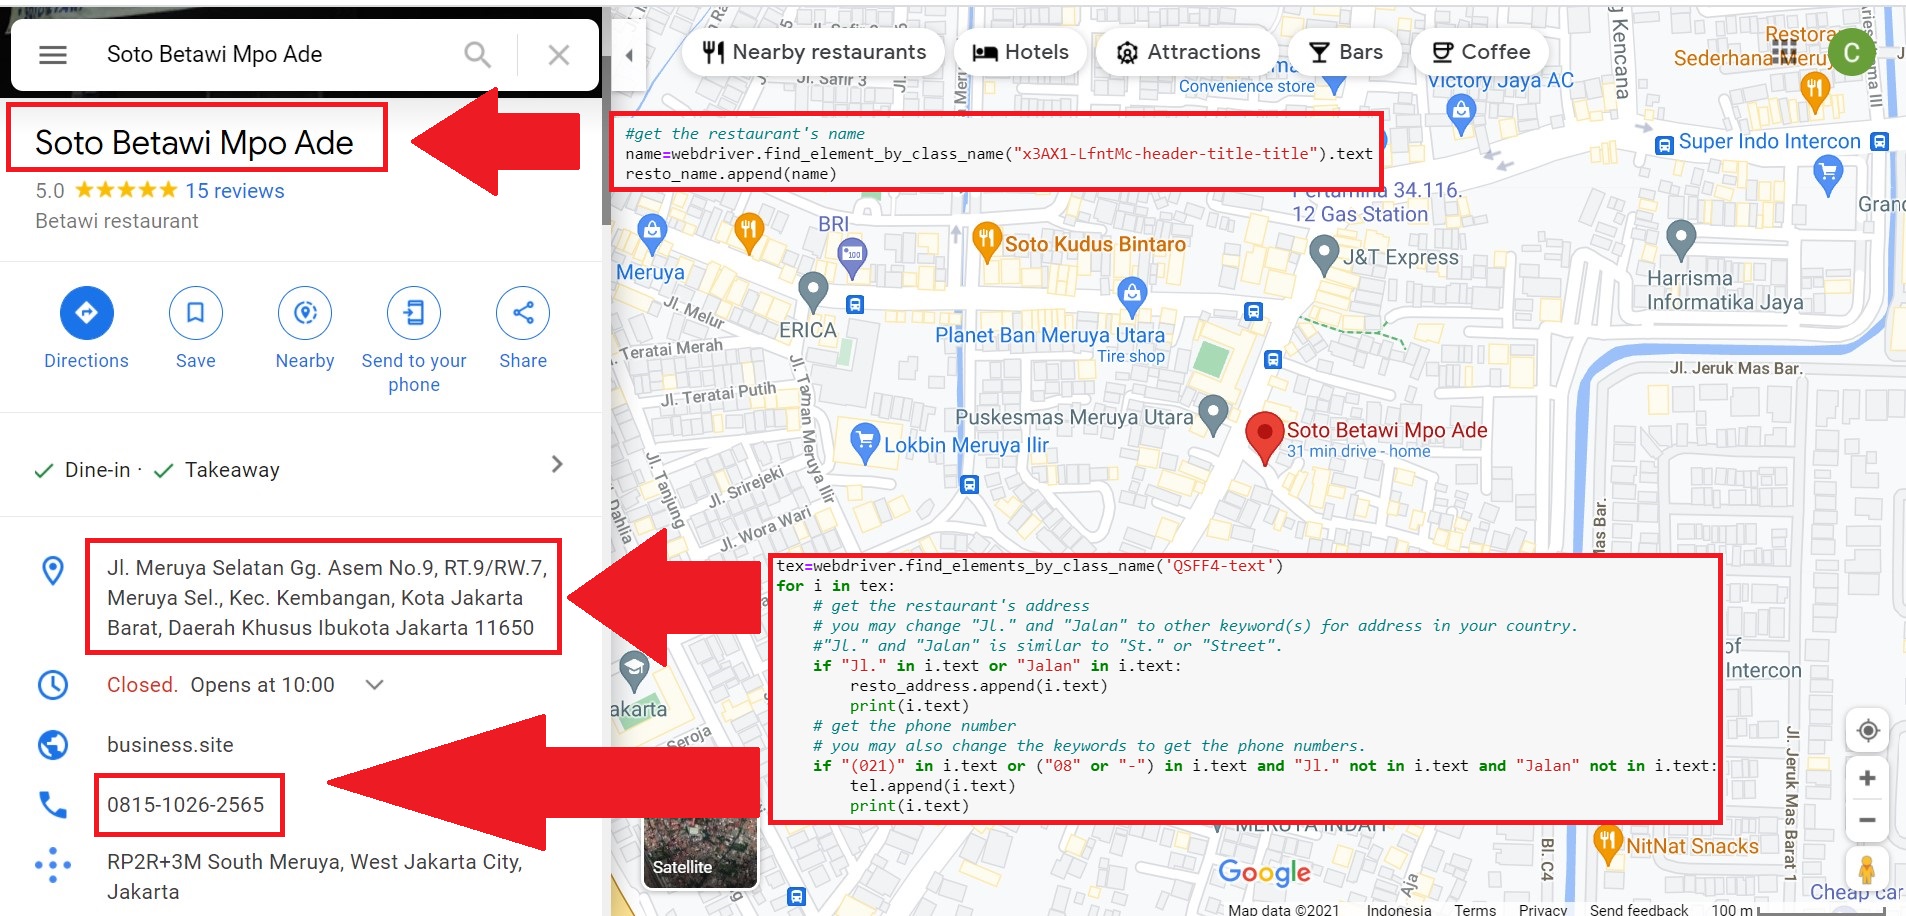 Soto Betawi Mpo Ade
Nearby restaurants
Hotels
Attractions
Bars
Coffee
C
Soto Betawi Mpo Ade
5.0
15 reviews
Betawi restaurant
Directions
Save
Nearby
Send to your
phone
Share
Dine-in ·
Takeaway
Jl. Meruya Selatan Gg. Asem No.9, RT.9/RW.7,
Meruya Sel., Kec. Kembangan, Kota Jakarta
Barat, Daerah Khusus Ibukota Jakarta 11650
Closed. Opens at 10:00
business.site
0815-1026-2565
RP2R+3M South Meruya, West Jakarta City,
Jakarta
#get the restaurant's name
name=webdriver.find_element_by_class_name("x3AX1-LfntMc-header-title-title").text
resto_name.append(name)
tex=webdriver.find_elements_by_class_name('QSFF4-text')
for i in tex:
# get the restaurant's address
# you may change "Jl." and "Jalan" to other keyword(s) for address in your country.
#"Jl." and "Jalan" is similar to "St." or "Street".
if "Jl." in i.text or "Jalan" in i.text:
resto_address.append(i.text)
print(i.text)
# get the phone number
# you may also change the keywords to get the phone numbers.
if "(021)" in i.text or ("08" or "-") in i.text and "Jl." not in i.text and "Jalan" not in i.text:
tel.append(i.text)
print(i.text)
Jl. Safir 3
Convenience store
Victory Jaya AC
Kencana
Restora
Sederhana Meru
Super Indo Intercon
Pertamina 34.116.
12 Gas Station
Gran
BRI
100
Meruya
Soto Kudus Bintaro
J&T Express
Harrisma
Informatika Jaya
Jl. Melur
ERICA
Planet Ban Meruya Utara
Tire shop
Teratai Merah
Jl. Teratai Putih
Jl. Taman Meruya Ilir
Jl. Jeruk Mas Bar.
Puskesmas Meruya Utara
Soto Betawi Mpo Ade
31 min drive - home
Lokbin Meruya Ilir
Jl. Tanjung
Jl. Srirejeki
Jl. Wora Wari
Dahlia
Mas Bar.
of
Intercon
akarta
Seroja
Jl. Jeruk Mas Barat 1
MERUYA INDAH
Bl. C4
NitNat Snacks
Satellite
Google
Aja
Cheap car
Map data ©2021
Indonesia
Terms
Privacy
Send feedback
100 m